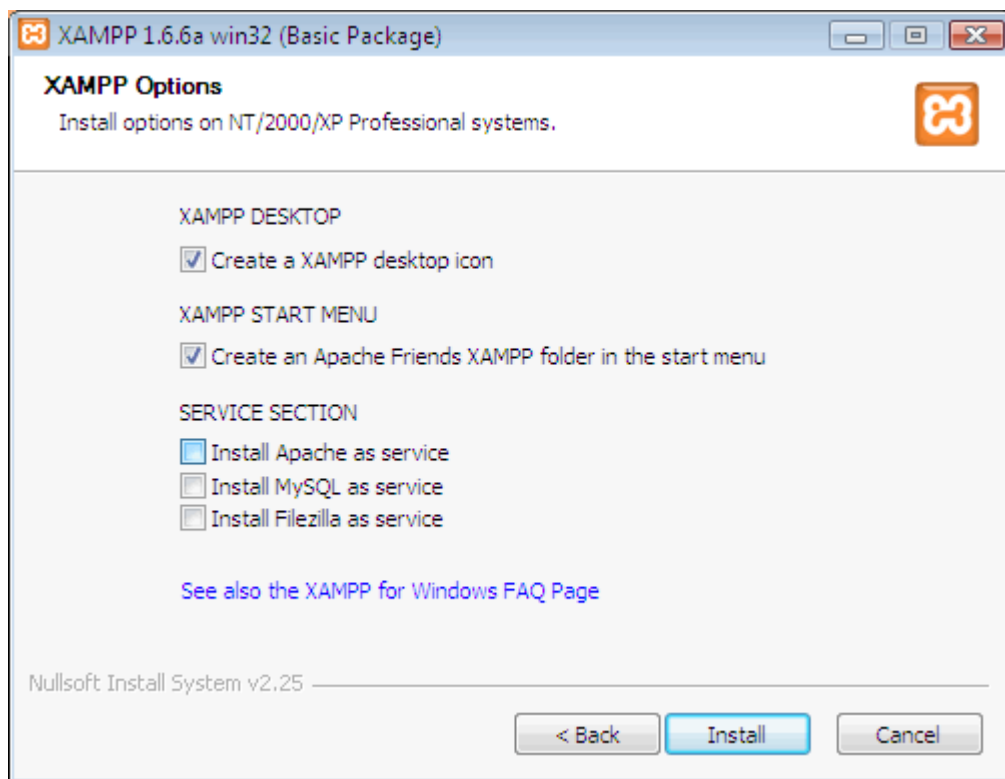 XAMPP 1.6.6a win32 (Basic Package)
XAMPP Options
Install options on NT/2000/XP Professional systems.
XAMPP DESKTOP
Create a XAMPP desktop icon
XAMPP START MENU
Create an Apache Friends XAMPP folder in the start menu
SERVICE SECTION
Install Apache as service
Install MySQL as service
Install Filezilla as service
See also the XAMPP for Windows FAQ Page
Nullsoft Install System v2.25
< Back Install Cancel